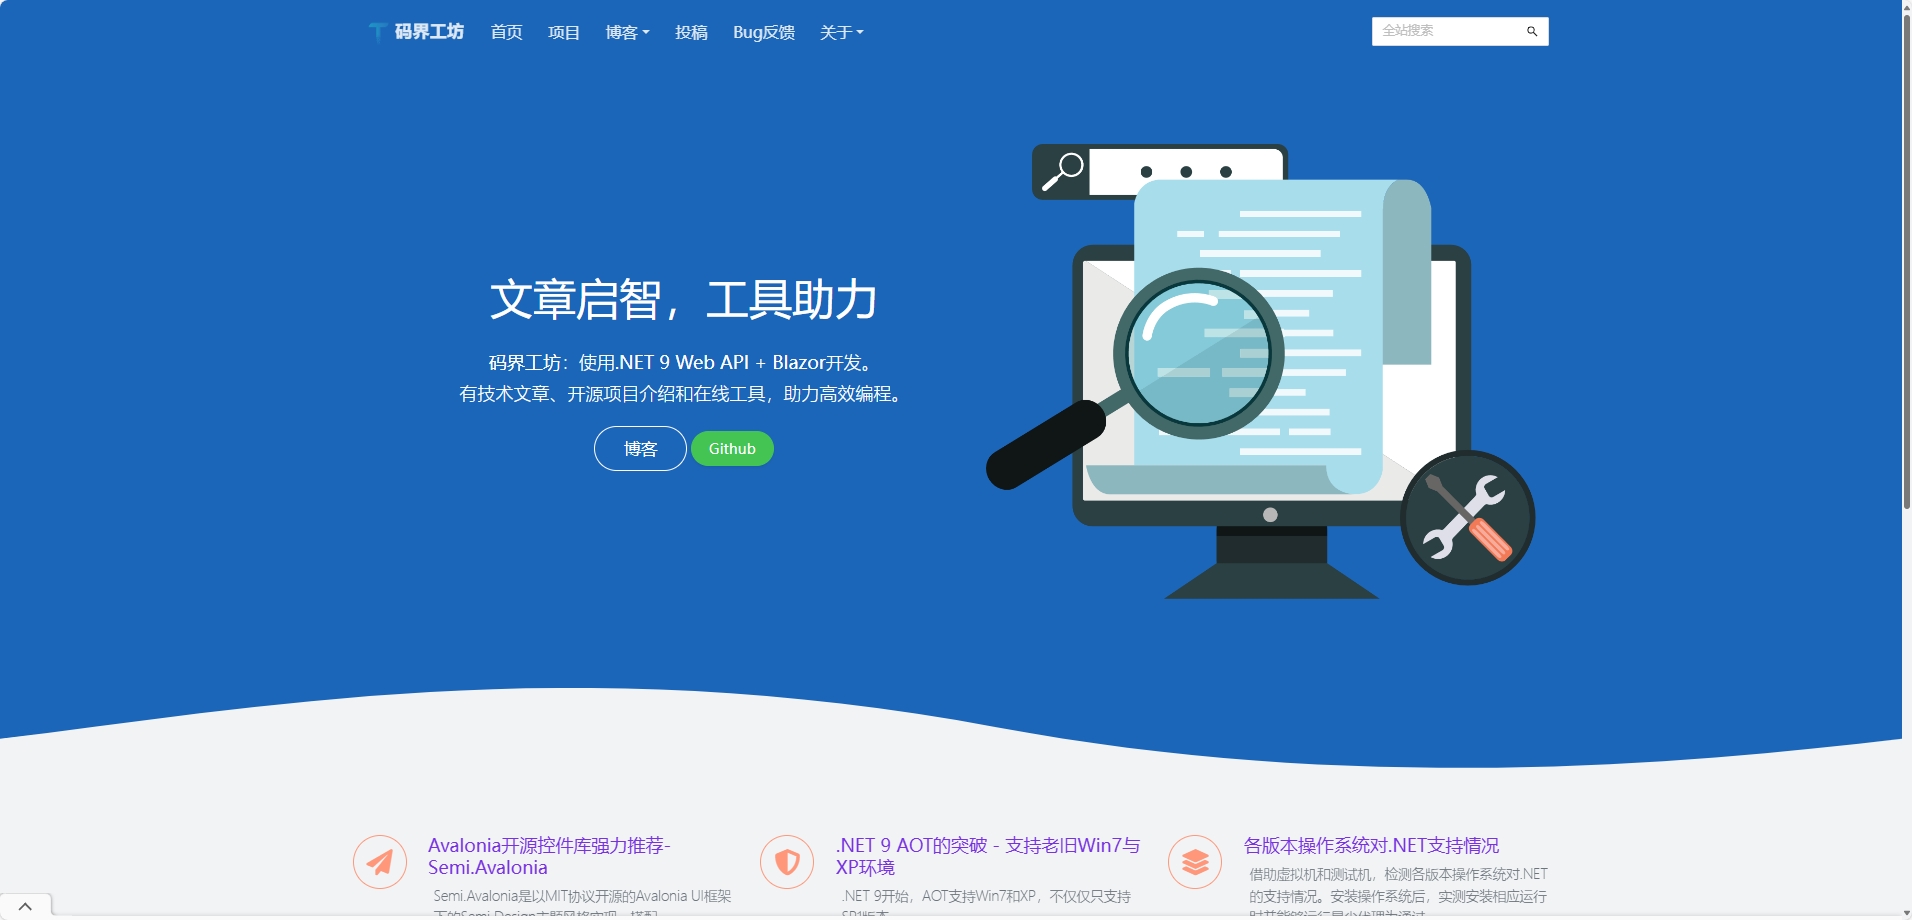 码界工坊 首页 项目 博客 投稿 Bug反馈 关于
全站搜索
文章启智，工具助力
码界工坊：使用.NET 9 Web API + Blazor开发。
有技术文章、开源项目介绍和在线工具，助力高效编程。
博客 Github
Avalonia开源控件库强力推荐-
Semi.Avalonia
Semi.Avalonia是以MIT协议开源的Avalonia UI框架
下的Semi Design主题风格实现，搭配
.NET 9 AOT的突破 - 支持老旧Win7与
XP环境
.NET 9开始，AOT支持Win7和XP，不仅仅只支持
SP1版本
各版本操作系统对.NET支持情况
借助虚拟机和测试机，检测各版本操作系统对.NET
的支持情况。安装操作系统后，实测安装相应运行
时并能够运行星尘代理为通过